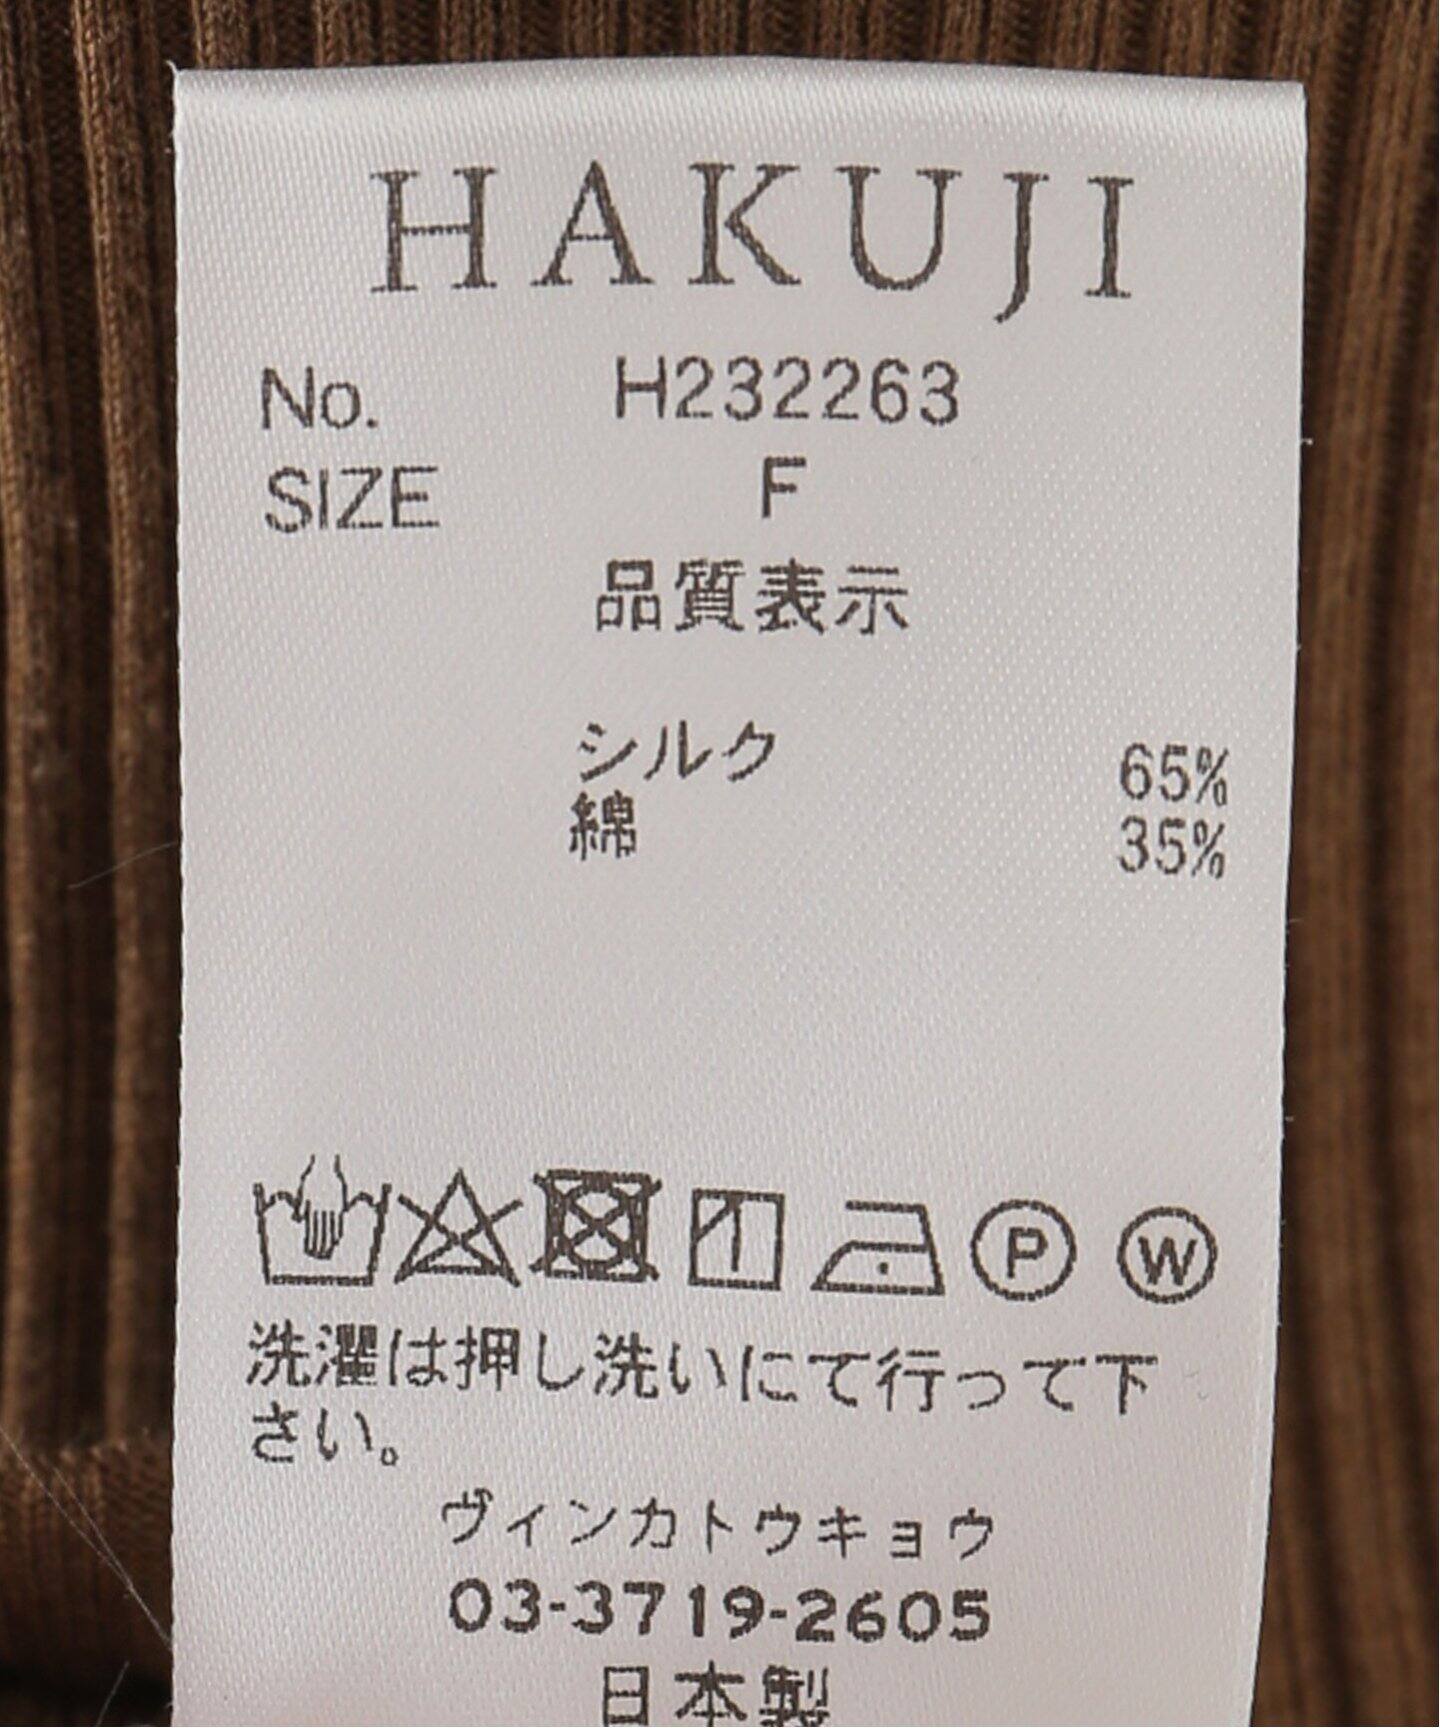 HAKUJI
No. H232263
SIZE F
品質表示
シルク 65%
綿 35%
P W
洗濯は押し洗いにて行って下
さい。
ヴィンカトウキョウ
03-3719-2605
日本製